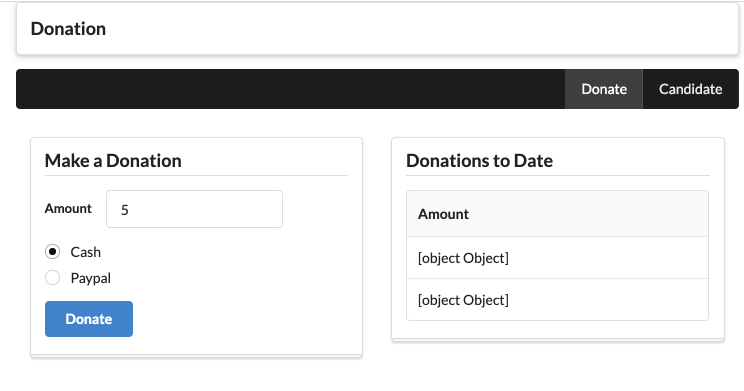 Donation
Donate Candidate
Make a Donation
Amount 5
Cash
Paypal
Donate
Donations to Date
Amount
[object Object]
[object Object]